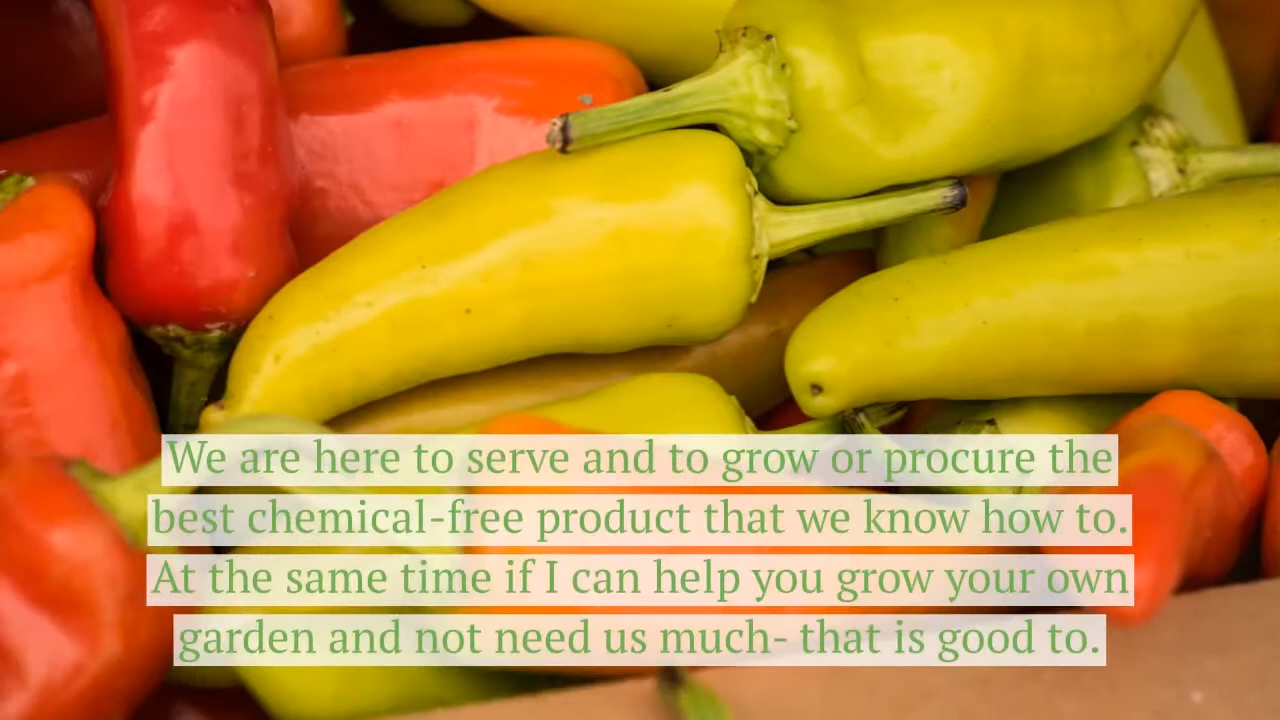 We are here to serve and to grow or procure the
best chemical-free product that we know how to.
At the same time if I can help you grow your own
garden and not need us much- that is good to.